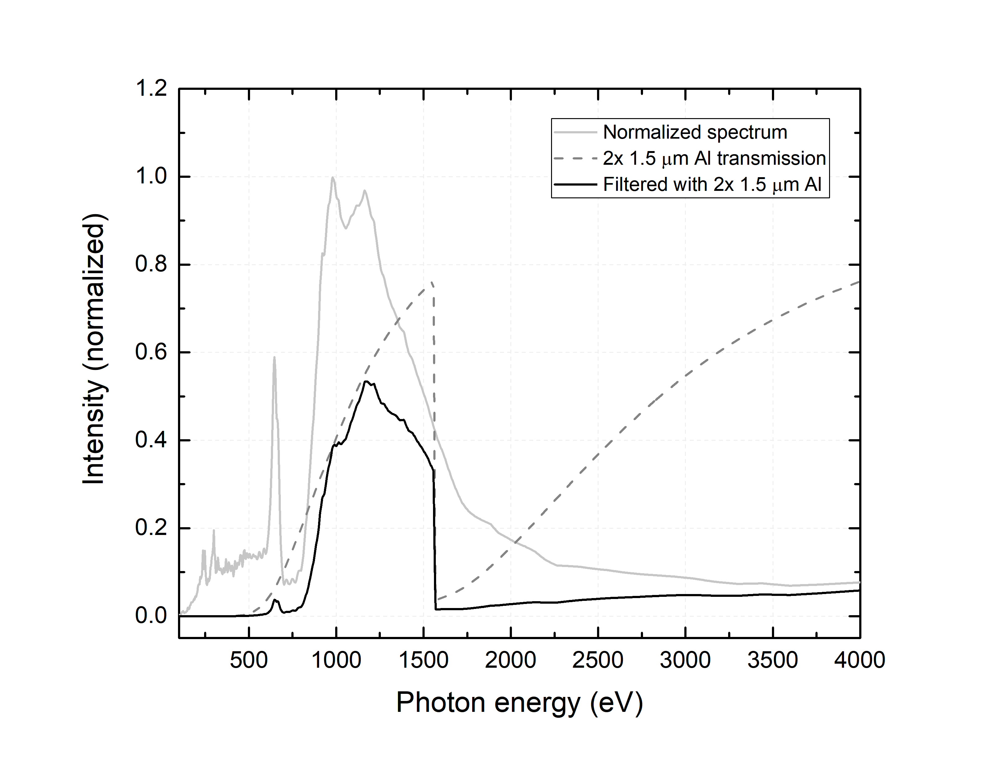 1.2
1.0
0.8
0.6
0.4
0.2
0.0
Intensity (normalized)
Normalized spectrum
2x 1.5 μm Al transmission
Filtered with 2x 1.5 μm Al
500 1000 1500 2000 2500 3000 3500 4000
Photon energy (eV)